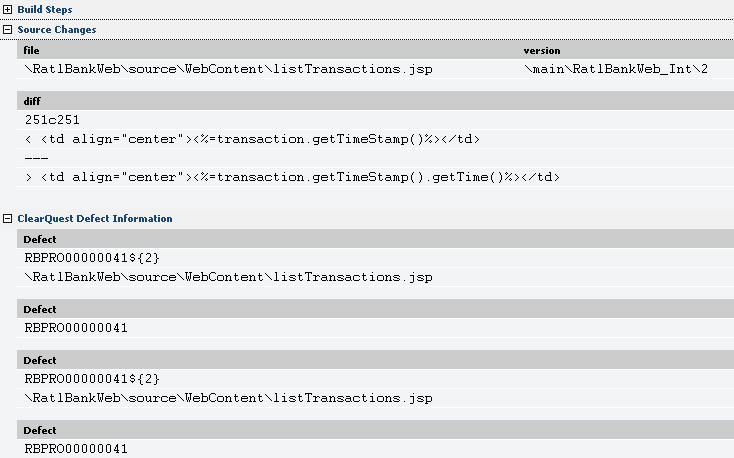 Build Steps
Source Changes
file version
\RatlBankWeb\source\WebContent\listTransactions.jsp \main\RatlBankWeb_Int\2
diff
251c251
< <td align="center"><%=transaction.getTimeStamp()%></td>
---
> <td align="center"><%=transaction.getTimeStamp().getTime()%></td>
ClearQuest Defect Information
Defect
RBPRO00000041${2}
\RatlBankWeb\source\WebContent\listTransactions.jsp
Defect
RBPRO00000041
Defect
RBPRO00000041${2}
\RatlBankWeb\source\WebContent\listTransactions.jsp
Defect
RBPRO00000041